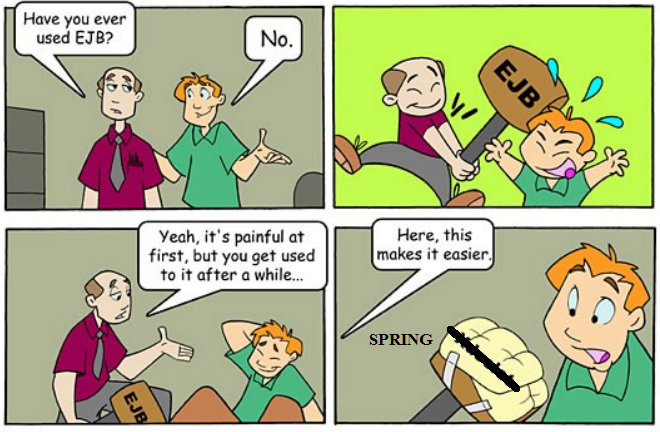 Have you ever
used EJB?
No.
EJB
Yeah, it's painful at
first, but you get used
to it after a while...
EJB
Here, this
makes it easier.
SPRING